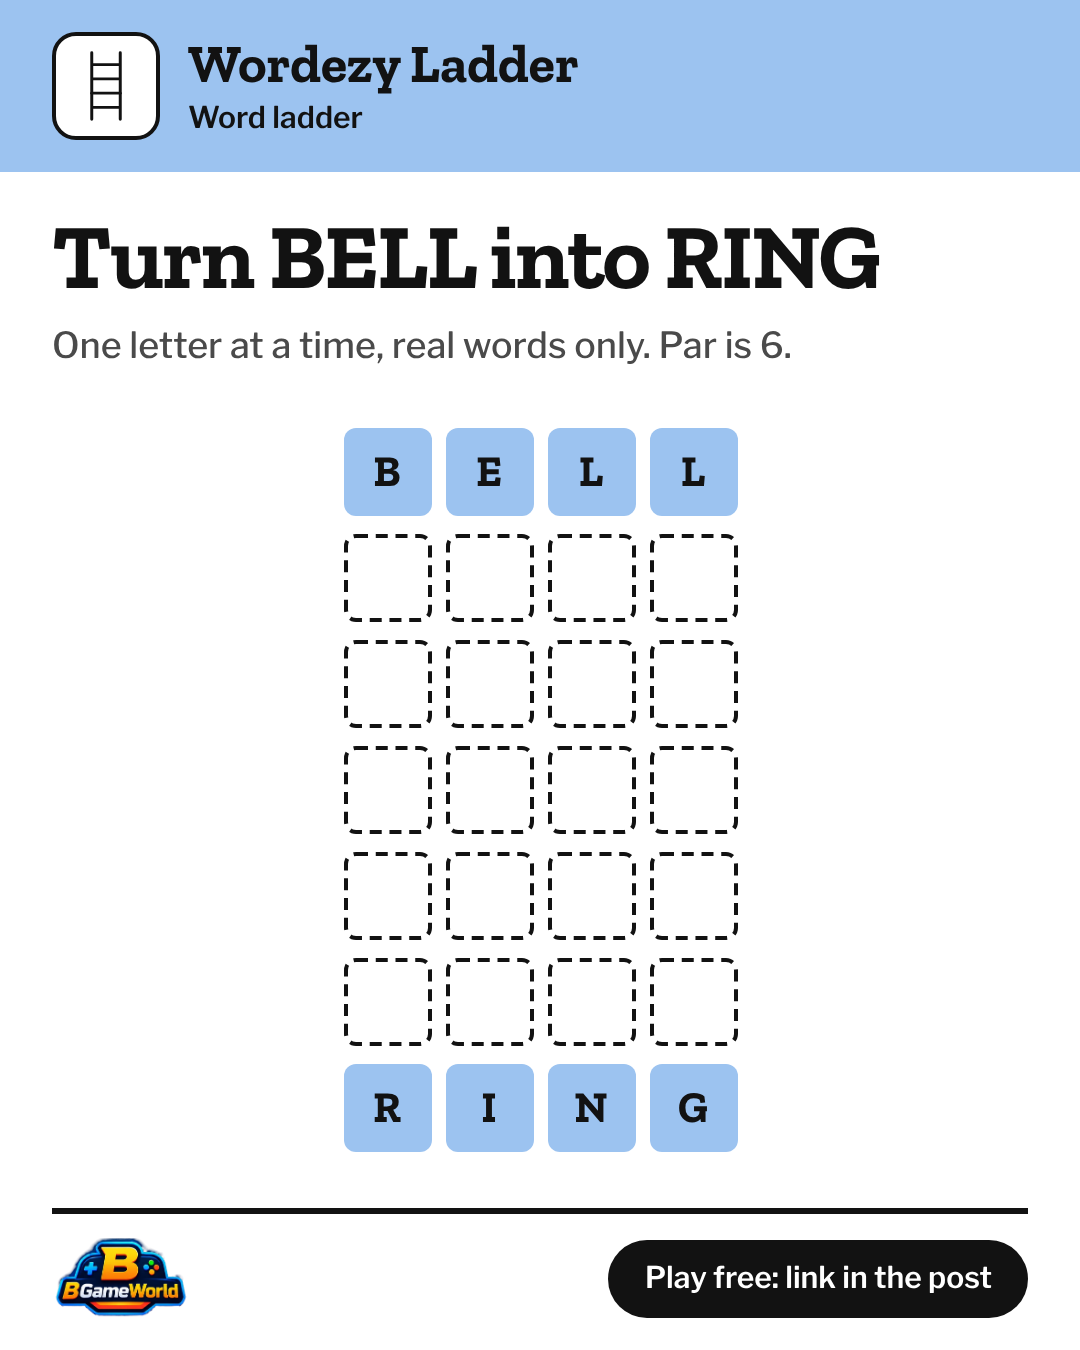 Wordezy Ladder
Word ladder
Turn BELL into RING
One letter at a time, real words only. Par is 6.
B E L L
R I N G
B
BGameWorld
Play free: link in the post